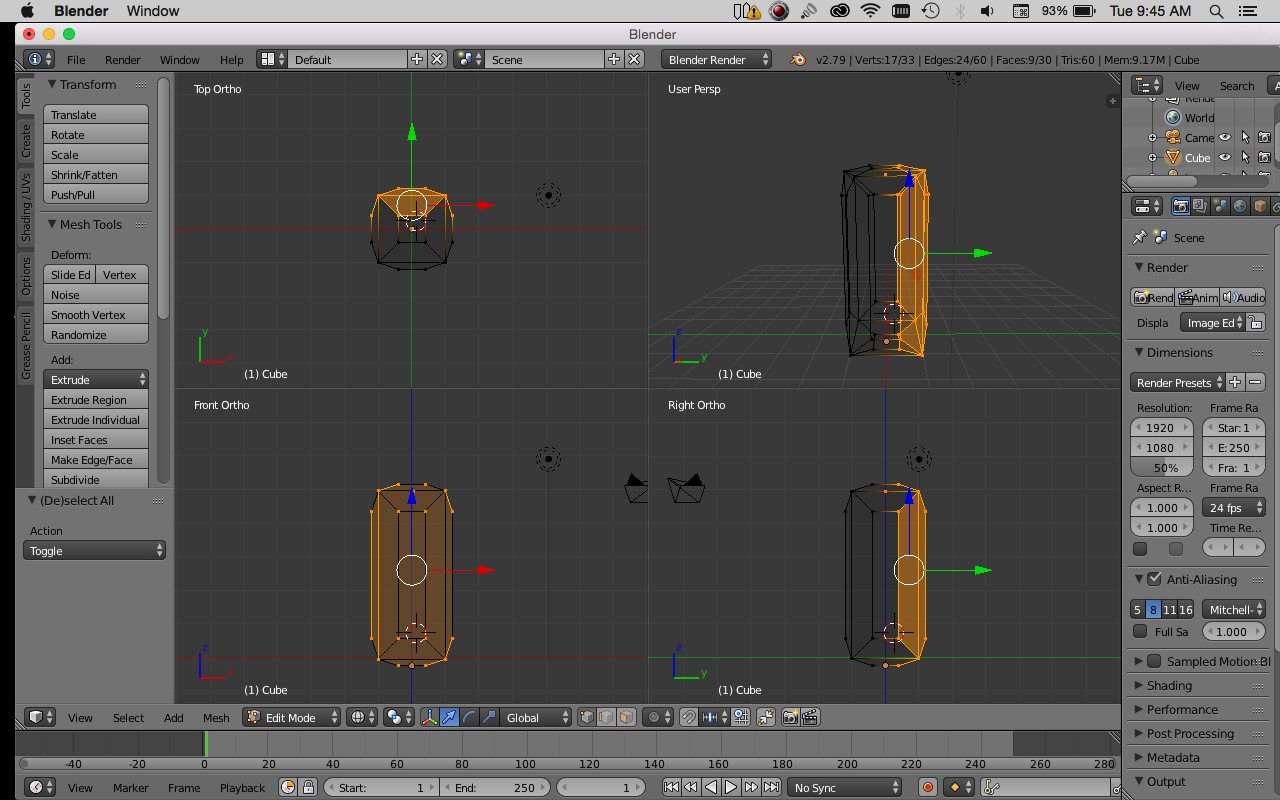 Blender Window 93% Tue 9:45 AM
Blender
File Render Window Help Default Scene Blender Render v2.79 | Verts:17/33 | Edges:24/60 | Faces:9/30 | Tris:60 | Mem:9.17M | Cube
Tools
Create
Shading / UVs
Options
Grease Pencil
Transform
Translate
Rotate
Scale
Shrink/Fatten
Push/Pull
Mesh Tools
Deform:
Slide Ed Vertex
Noise
Smooth Vertex
Randomize
Add:
Extrude
Extrude Region
Extrude Individual
Inset Faces
Make Edge/Face
Subdivide
(De)select All
Action
Toggle
Top Ortho
y
x
(1) Cube
User Persp
z
y
(1) Cube
Front Ortho
z
x
(1) Cube
Right Ortho
z
y
(1) Cube
View Search
World
Came
Cube
Scene
Render
Rend Anim Audio
Displa Image Ed
Dimensions
Render Presets
Resolution: Frame Ra
1920 Star: 1
1080 E: 250
50% Fra: 1
Aspect R... Frame Ra
1.000 24 fps
1.000 Time Re...
Anti-Aliasing
5 8 11 16 Mitchell-
Full Sa 1.000
Sampled Motion Bl
Shading
Performance
Post Processing
Metadata
Output
View Select Add Mesh Edit Mode Global
-40 -20 0 20 40 60 80 100 120 140 160 180 200 220 240 260 280
View Marker Frame Playback Start: 1 End: 250 1 No Sync